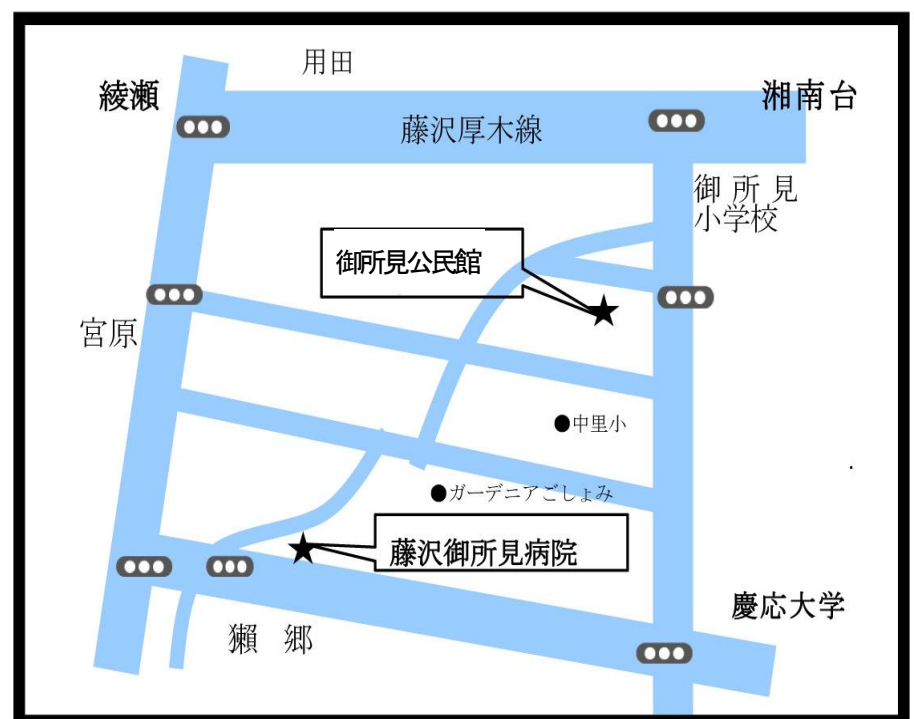 用田
綾瀬
湘南台
藤沢厚木線
御所見
小学校
御所見公民館
宮原
●中里小
●ガーデニアごしょみ
藤沢御所見病院
慶応大学
獺郷